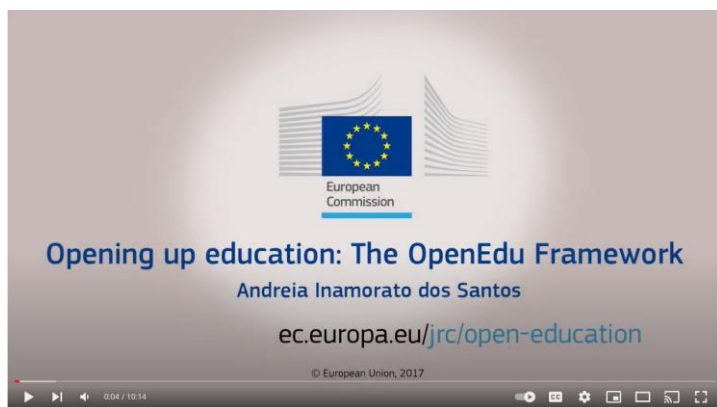 European
Commission
Opening up education: The OpenEdu Framework
Andreia Inamorato dos Santos
ec.europa.eu/jrc/open-education
© European Union, 2017
0:04 / 10:14
CC